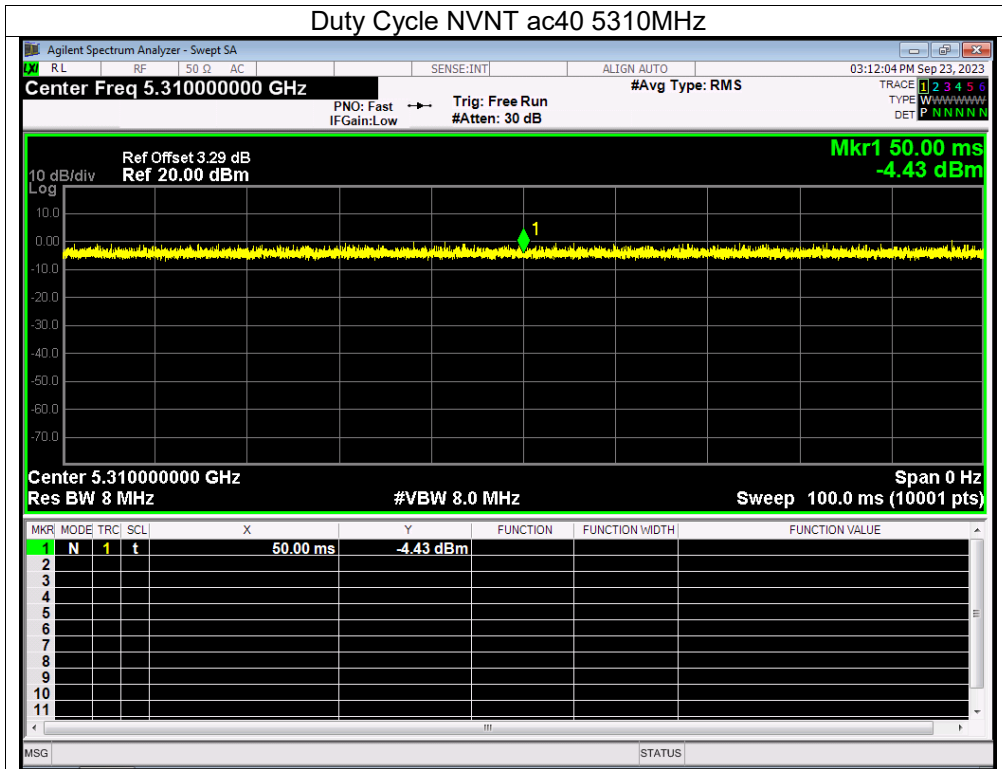 Duty Cycle NVNT ac40 5310MHz
Agilent Spectrum Analyzer - Swept SA
LXI RL RF 50 Ω AC SENSE:INT ALIGN AUTO 03:12:04 PM Sep 23, 2023
Center Freq 5.310000000 GHz #Avg Type: RMS TRACE 1 2 3 4 5 6
PNO: Fast Trig: Free Run TYPE WWWWWW
IFGain:Low #Atten: 30 dB DET P N N N N N
Mkr1 50.00 ms
Ref Offset 3.29 dB
10 dB/div Ref 20.00 dBm -4.43 dBm
Log
10.0
1
0.00
-10.0
-20.0
-30.0
-40.0
-50.0
-60.0
-70.0
Center 5.310000000 GHz Span 0 Hz
Res BW 8 MHz #VBW 8.0 MHz Sweep 100.0 ms (10001 pts)
MKR MODE TRC SCL X Y FUNCTION FUNCTION WIDTH FUNCTION VALUE
1 N 1 t 50.00 ms -4.43 dBm
2
3
4
5
6
7
8
9
10
11
MSG STATUS